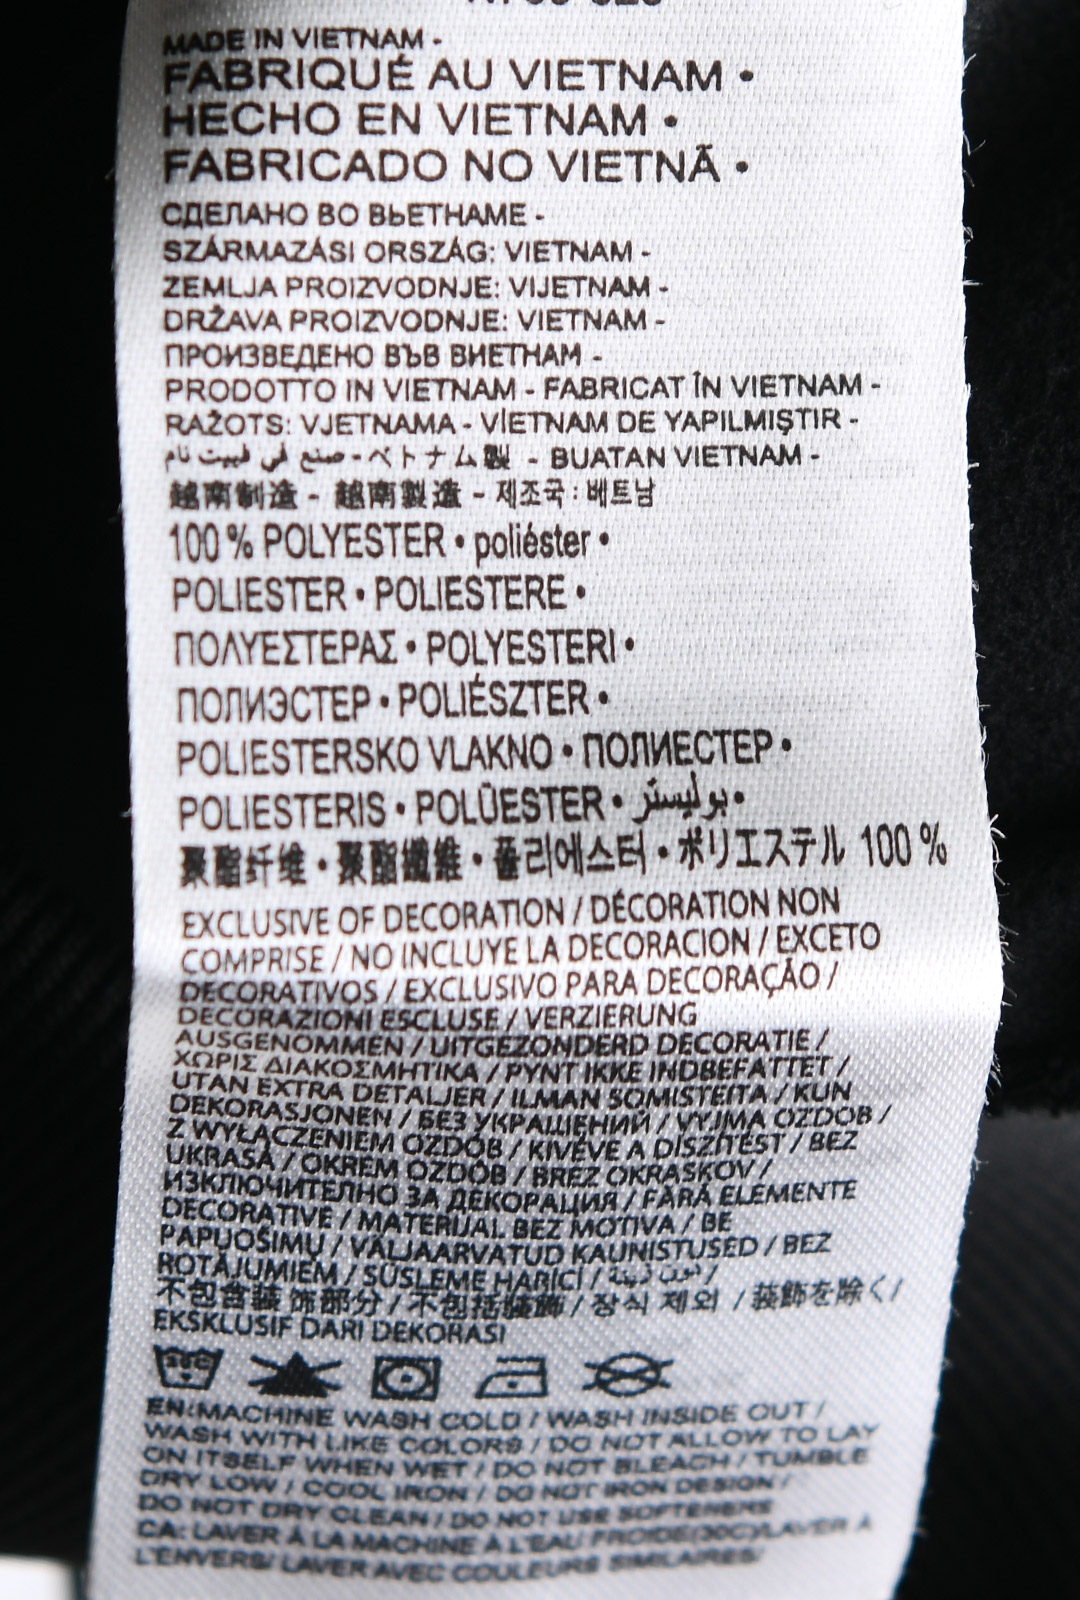 MADE IN VIETNAM -
FABRIQUÉ AU VIETNAM •
HECHO EN VIETNAM •
FABRICADO NO VIETNÃ •
СДЕЛАНО ВО ВЬЕТНАМЕ -
SZÁRMAZÁSI ORSZÁG: VIETNAM -
ZEMLJA PROIZVODNJE: VIJETNAM -
DRŽAVA PROIZVODNJE: VIETNAM -
ПРОИЗВЕДЕНО ВЪВ ВИЕТНАМ -
PRODOTTO IN VIETNAM - FABRICAT ÎN VIETNAM -
RAŽOTS: VJETNAMA - VİETNAM DE YAPILMIŞTIR -
صنع في فييت نام - ベトナム製 - BUATAN VIETNAM -
越南制造 - 越南製造 - 제조국 : 베트남
100 % POLYESTER • poliéster •
POLIESTER • POLIESTERE •
ΠΟΛΥΕΣΤΕΡΑΣ • POLYESTERI •
ПОЛИЭСТЕР • POLIÉSZTER •
POLIESTERSKO VLAKNO • ПОЛИЕСТЕР •
POLIESTERIS • POLÜESTER • بوليستر •
聚酯纤维 • 聚酯纖維 • 폴리에스터 • ポリエステル 100 %
EXCLUSIVE OF DECORATION / DÉCORATION NON
COMPRISE / NO INCLUYE LA DECORACION / EXCETO
DECORATIVOS / EXCLUSIVO PARA DECORAÇÃO /
DECORAZIONI ESCLUSE / VERZIERUNG
AUSGENOMMEN / UITGEZONDERD DECORATIE /
ΧΩΡΙΣ ΔΙΑΚΟΣΜΗΤΙΚΑ / PYNT IKKE INDBEFATTET /
UTAN EXTRA DETALJER / ILMAN SOMISTEITA / KUN
DEKORASJONEN / БЕЗ УКРАШЕНИЙ / VYJMA OZDOB /
Z WYŁĄCZENIEM OZDÓB / KIVÉVE A DÍSZÍTÉST / BEZ
UKRASA / OKREM OZDÔB / BREZ OKRASKOV /
ИЗКЛЮЧИТЕЛНО ЗА ДЕКОРАЦИЯ / FĂRĂ ELEMENTE
DECORATIVE / MATERIJAL BEZ MOTIVA / BE
PAPUOŠIMŲ / VÄLJAARVATUD KAUNISTUSED / BEZ
ROTĀJUMIEM / SÜSLEME HARİCİ / بدون زينة /
不包含装饰部分 / 不包括裝飾 / 장식 제외 / 装飾を除く /
EKSKLUSIF DARI DEKORASI
EN:MACHINE WASH COLD / WASH INSIDE OUT /
WASH WITH LIKE COLORS / DO NOT ALLOW TO LAY
ON ITSELF WHEN WET / DO NOT BLEACH / TUMBLE
DRY LOW / COOL IRON / DO NOT IRON DESIGN /
DO NOT DRY CLEAN / DO NOT USE SOFTENERS
CA: LAVER À LA MACHINE À L'EAU FROIDE(30C)/LAVER À
L'ENVERS/ LAVER AVEC COULEURS SIMILAIRES/